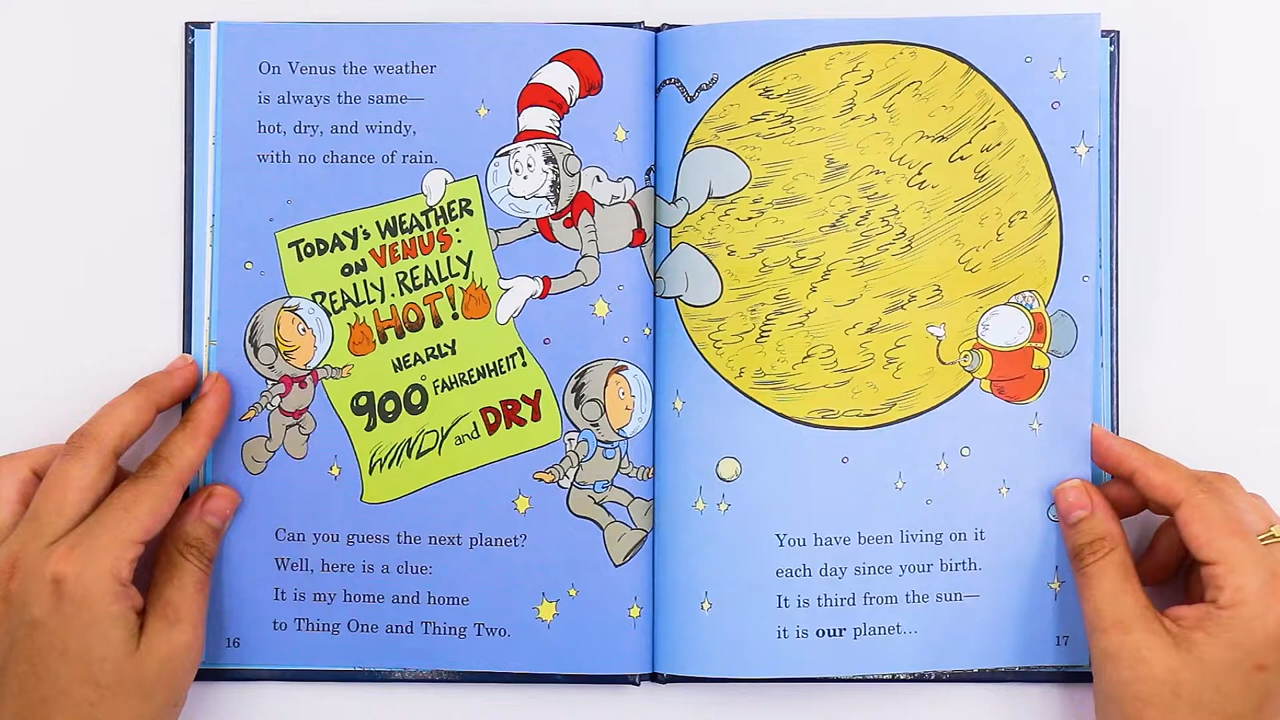 On Venus the weather
is always the same—
hot, dry, and windy,
with no chance of rain.
TODAY'S WEATHER
ON VENUS:
REALLY, REALLY
HOT!
NEARLY
900° FAHRENHEIT!
WINDY and DRY
Can you guess the next planet?
Well, here is a clue:
It is my home and home
to Thing One and Thing Two.
16
You have been living on it
each day since your birth.
It is third from the sun—
it is our planet...
17